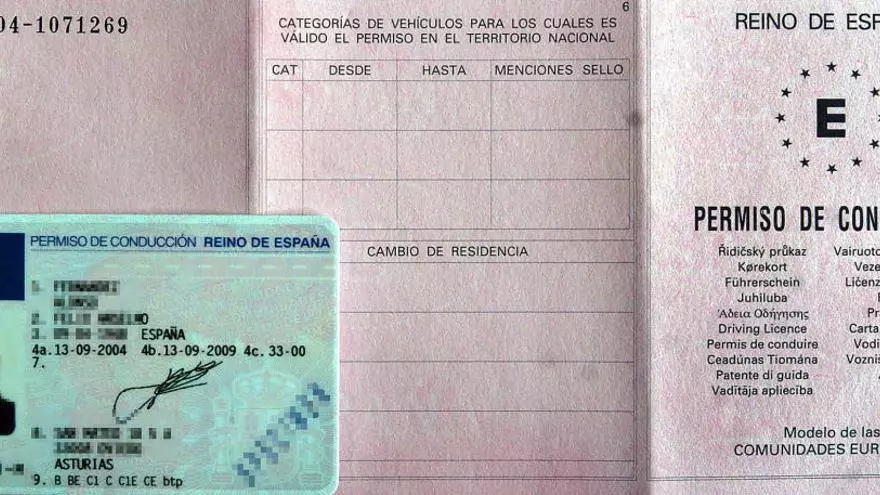 04-1071269
6
CATEGORÍAS DE VEHÍCULOS PARA LOS CUALES ES
VÁLIDO EL PERMISO EN EL TERRITORIO NACIONAL
CAT DESDE HASTA MENCIONES SELLO
CAMBIO DE RESIDENCIA
REINO DE ESP
E
PERMISO DE CON
Řidičský průkaz
Kørekort
Führerschein
Juhiluba
Άδεια Οδήγησης
Driving Licence
Permis de conduire
Ceadúnas Tiomána
Patente di guida
Vadītāja apliecība
Vairuoto
Veze
Liċenz
Carta
Vodi
Voznis
Modelo de las
COMUNIDADES EUR
PERMISO DE CONDUCCIÓN REINO DE ESPAÑA
1.
2.
3. ESPAÑA
4a.13-09-2004 4b.13-09-2009 4c.33-00
7.
8.
ASTURIAS
9. B BE C1 C C1E CE btp